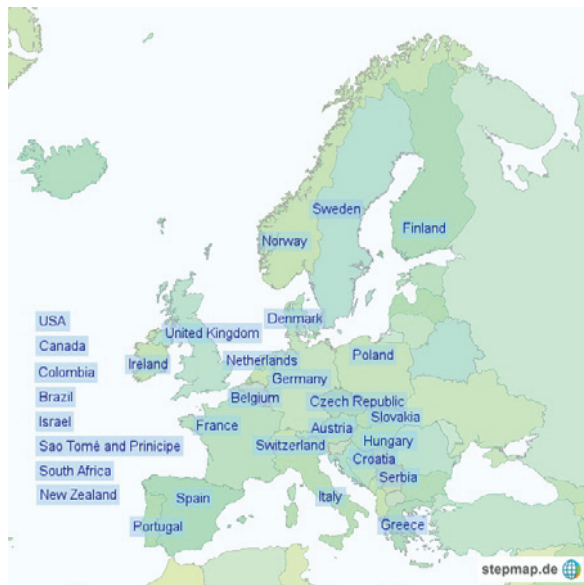 Sweden
Finland
Norway
USA
Denmark
United Kingdom
Canada
Poland
Netherlands
Ireland
Colombia
Germany
Brazil
Belgium
Czech Republic
Slovakia
Israel
France
Austria
Hungary
Sao Tomé and Prinicipe
Switzerland
Croatia
South Africa
Serbia
New Zealand
Spain
Italy
Portugal
Greece
stepmap.de